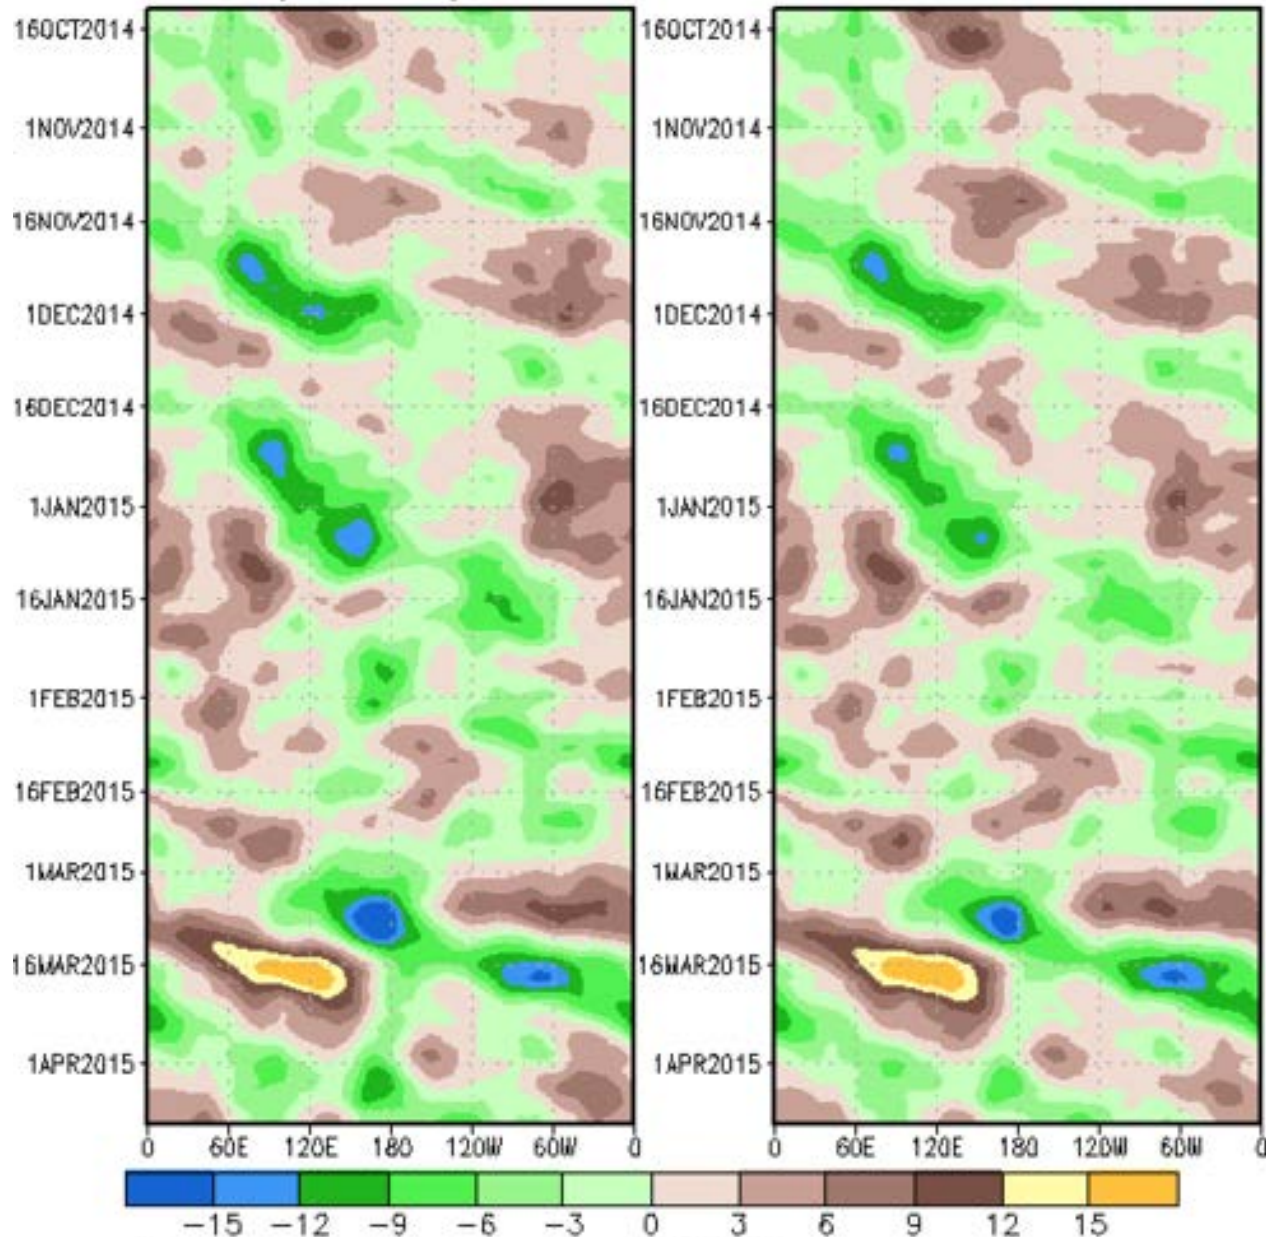 16OCT2014 16OCT2014
1NOV2014 1NOV2014
16NOV2014 16NOV2014
1DEC2014 1DEC2014
16DEC2014 16DEC2014
1JAN2015 1JAN2015
16JAN2015 16JAN2015
1FEB2015 1FEB2015
16FEB2015 16FEB2015
1MAR2015 1MAR2015
16MAR2015 16MAR2015
1APR2015 1APR2015
0 60E 120E 180 120W 60W 0 0 60E 120E 180 120W 60W 0
-15 -12 -9 -6 -3 0 3 6 9 12 15